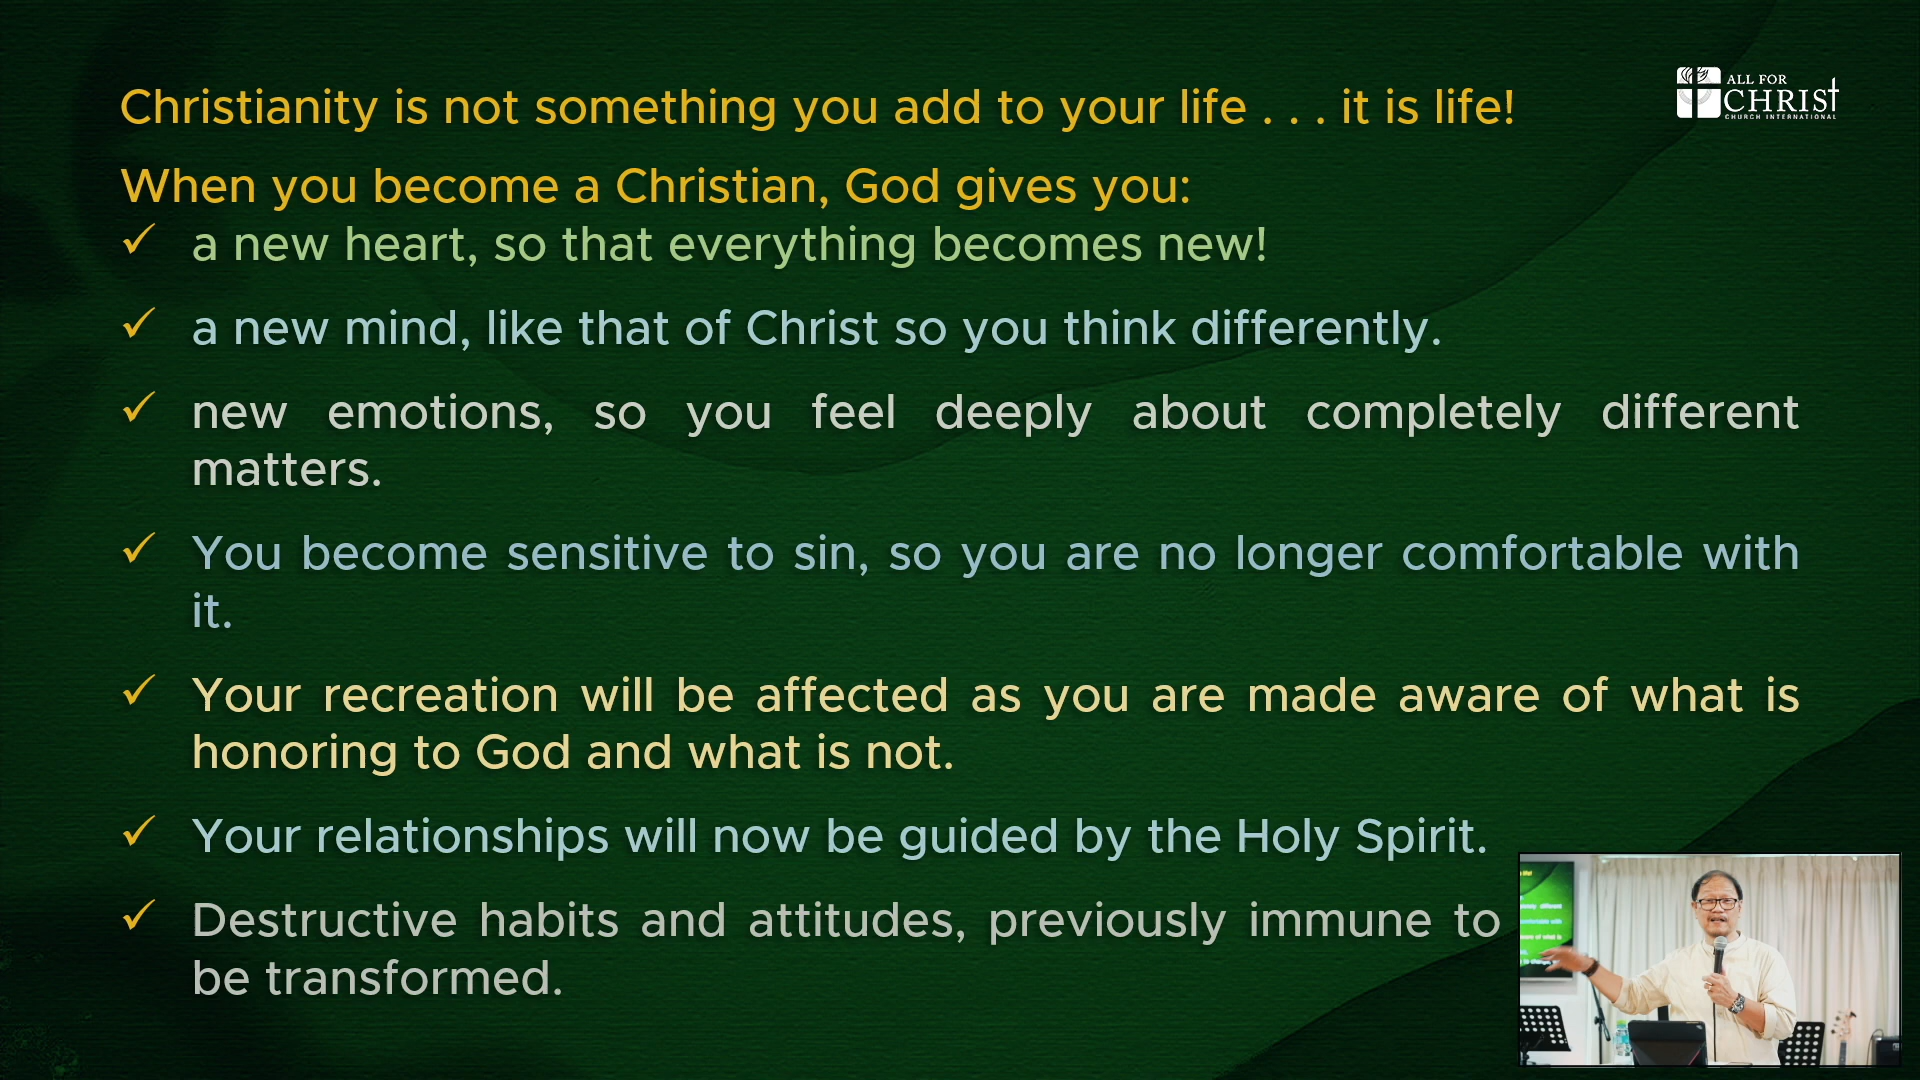 Christianity is not something you add to your life . . . it is life!
ALL FOR
CHRIST
CHURCH INTERNATIONAL
When you become a Christian, God gives you:
✓ a new heart, so that everything becomes new!
✓ a new mind, like that of Christ so you think differently.
✓ new emotions, so you feel deeply about completely different
matters.
✓ You become sensitive to sin, so you are no longer comfortable with
it.
✓ Your recreation will be affected as you are made aware of what is
honoring to God and what is not.
✓ Your relationships will now be guided by the Holy Spirit.
✓ Destructive habits and attitudes, previously immune to
be transformed.